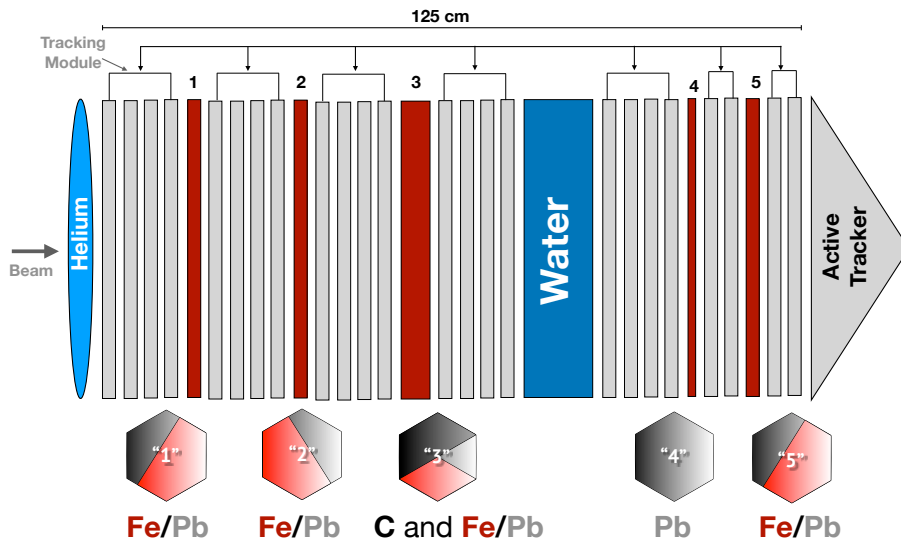 125 cm
Tracking
Module
1
2
3
4
5
Beam
Helium
Water
Active
Tracker
"1"
"2"
"3"
"4"
"5"
Fe/Pb
Fe/Pb
C and Fe/Pb
Pb
Fe/Pb